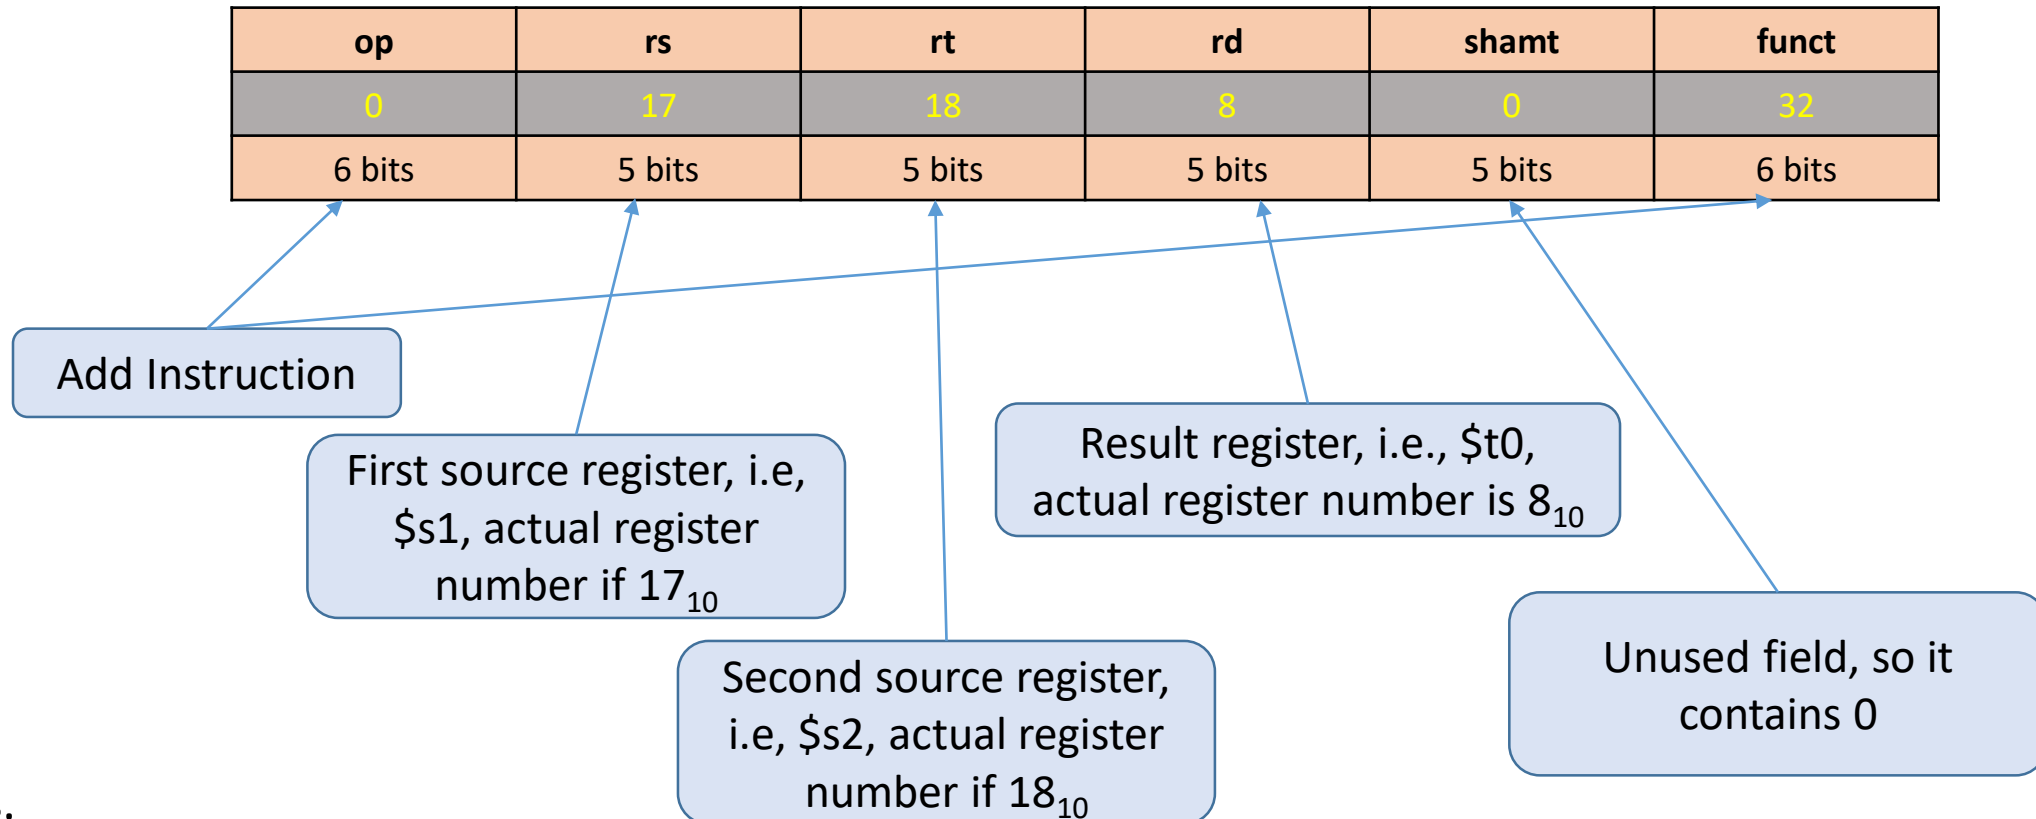 op rs rt rd shamt funct
0 17 18 8 0 32
6 bits 5 bits 5 bits 5 bits 5 bits 6 bits
Add Instruction
First source register, i.e,
$s1, actual register
number if 17₁₀
Second source register,
i.e, $s2, actual register
number if 18₁₀
Result register, i.e., $t0,
actual register number is 8₁₀
Unused field, so it
contains 0